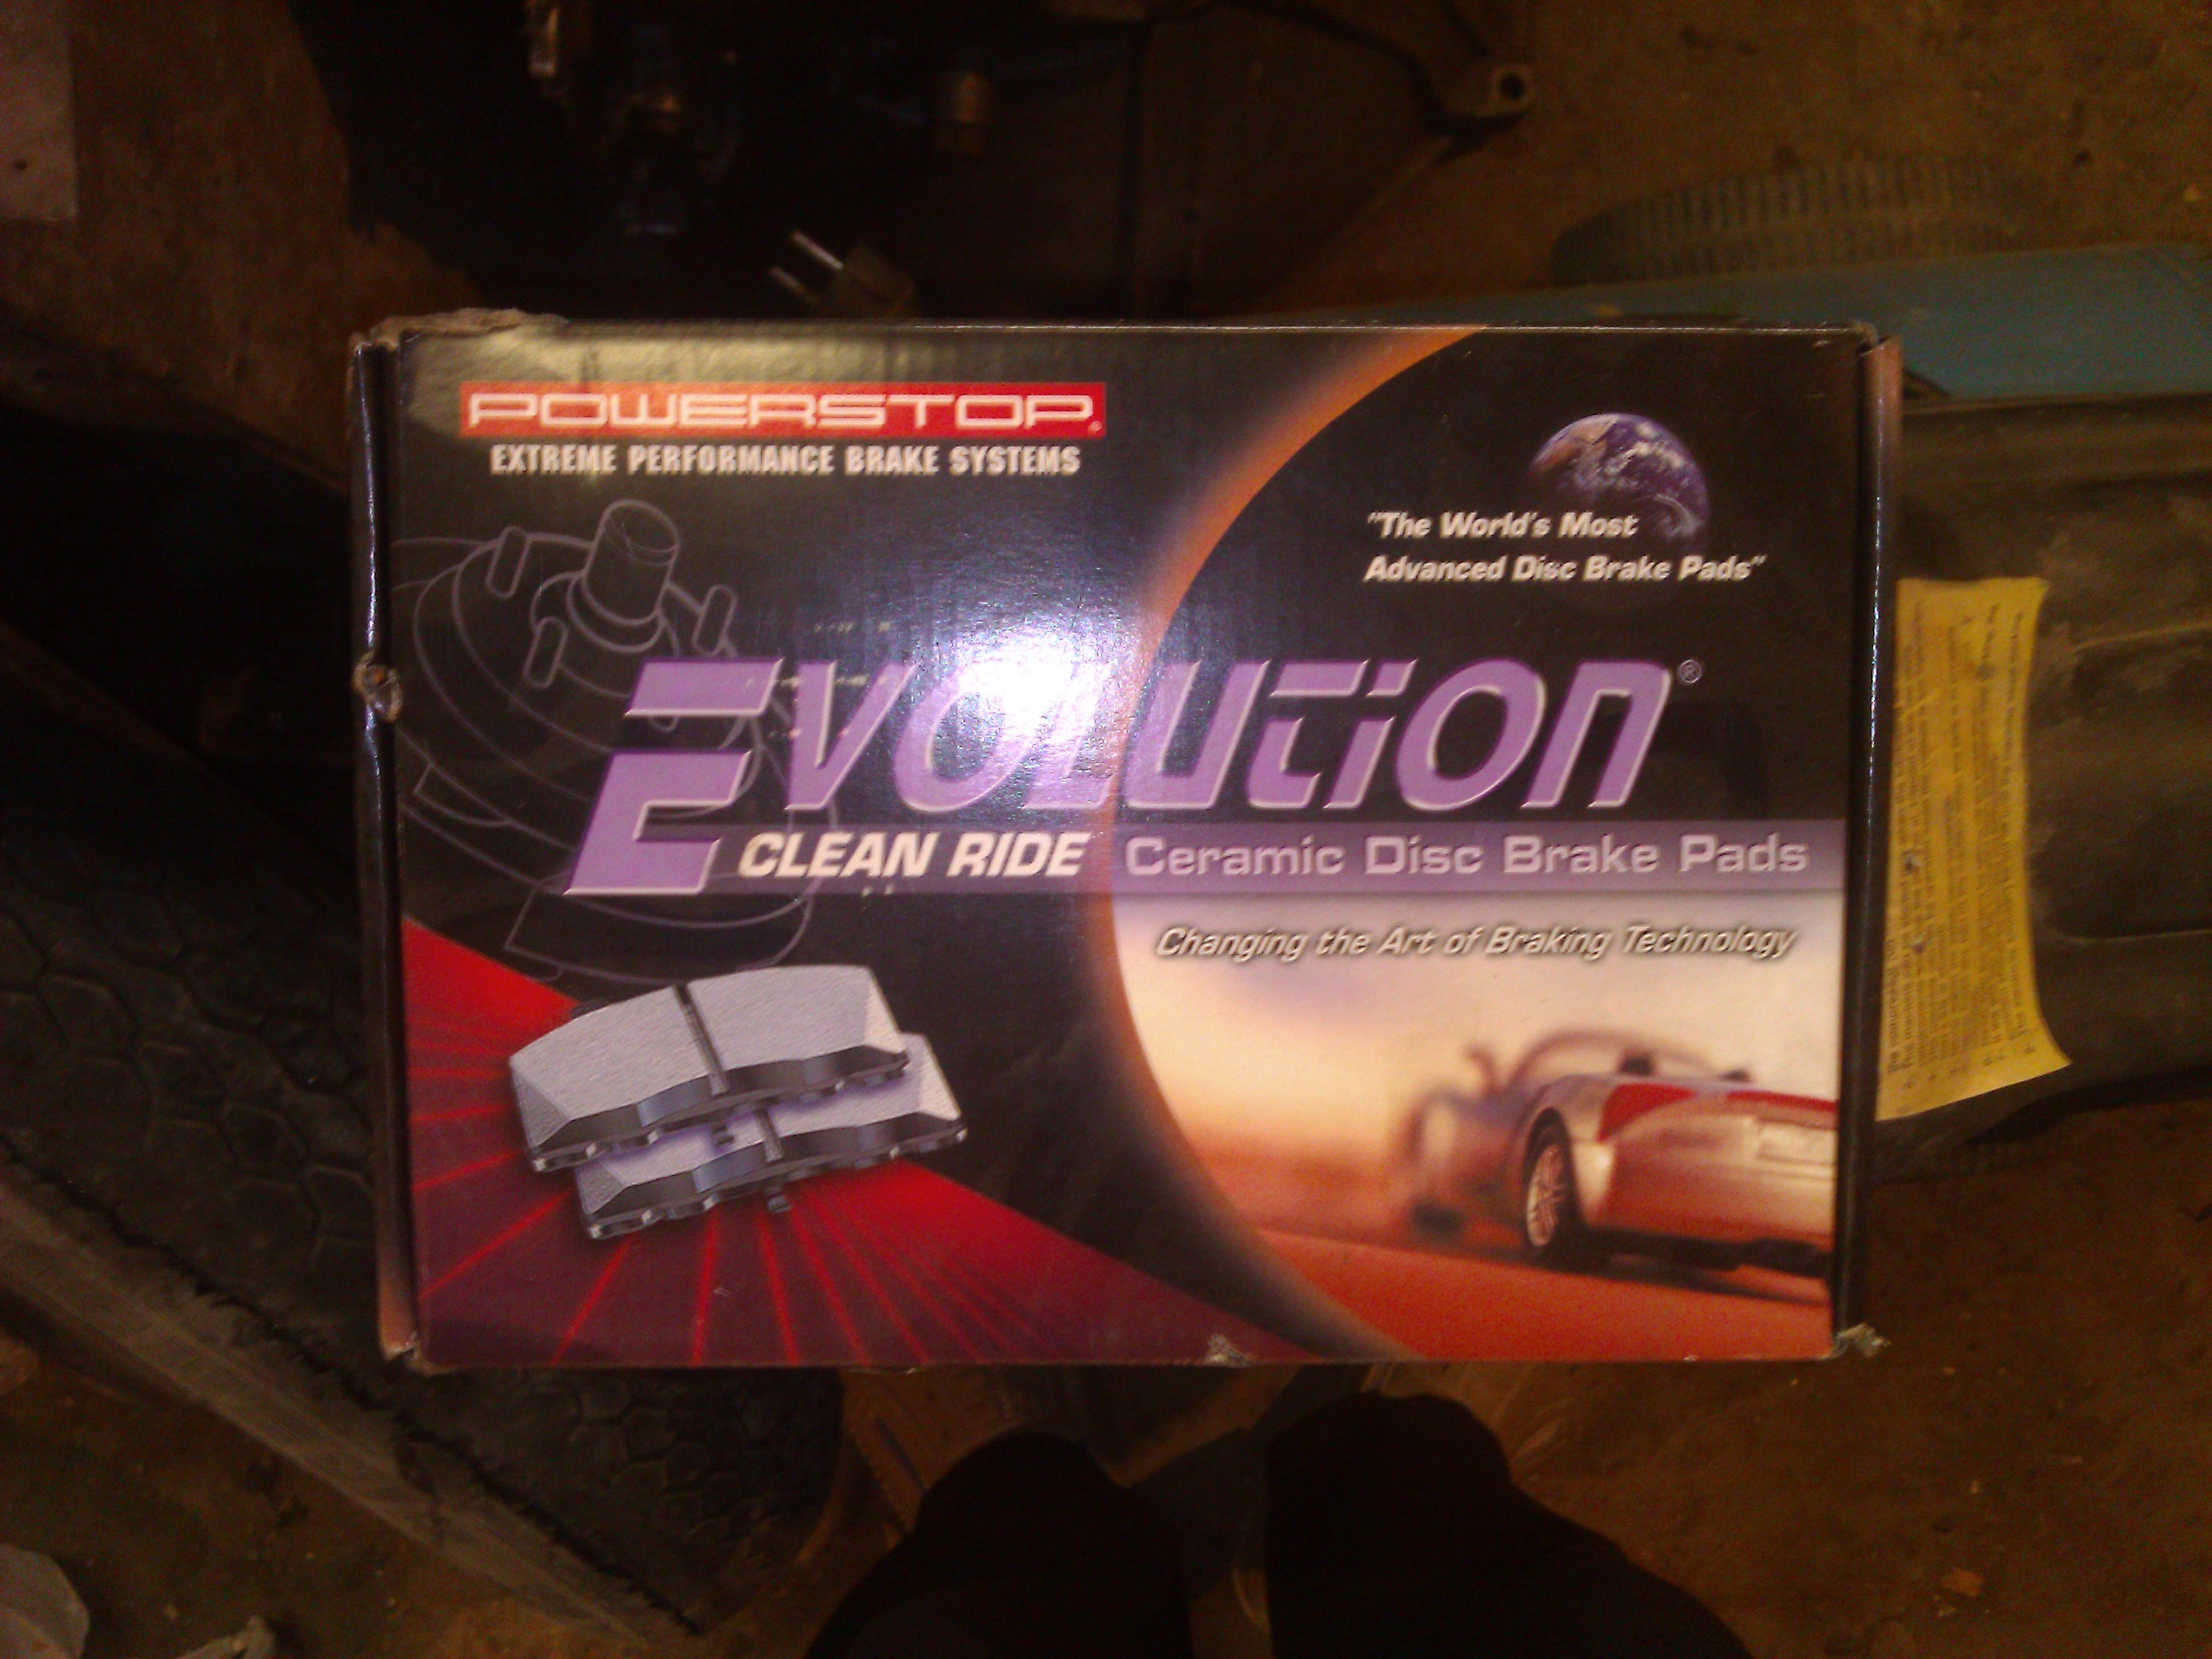 POWERSTOP®
EXTREME PERFORMANCE BRAKE SYSTEMS
"The World's Most
Advanced Disc Brake Pads"
EVOLUTION®
CLEAN RIDE Ceramic Disc Brake Pads
Changing the Art of Braking Technology